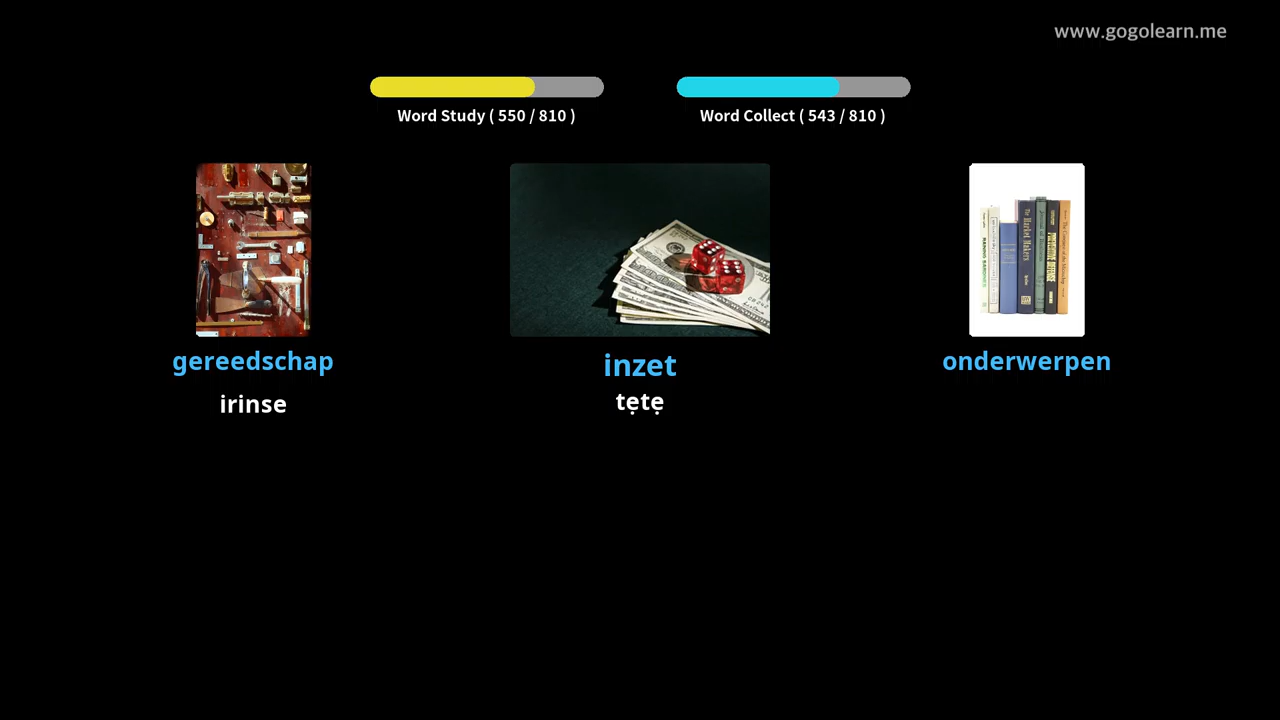 www.gogolearn.me
Word Study ( 550 / 810 )
Word Collect ( 543 / 810 )
gereedschap
inzet
onderwerpen
irinse
tẹtẹ